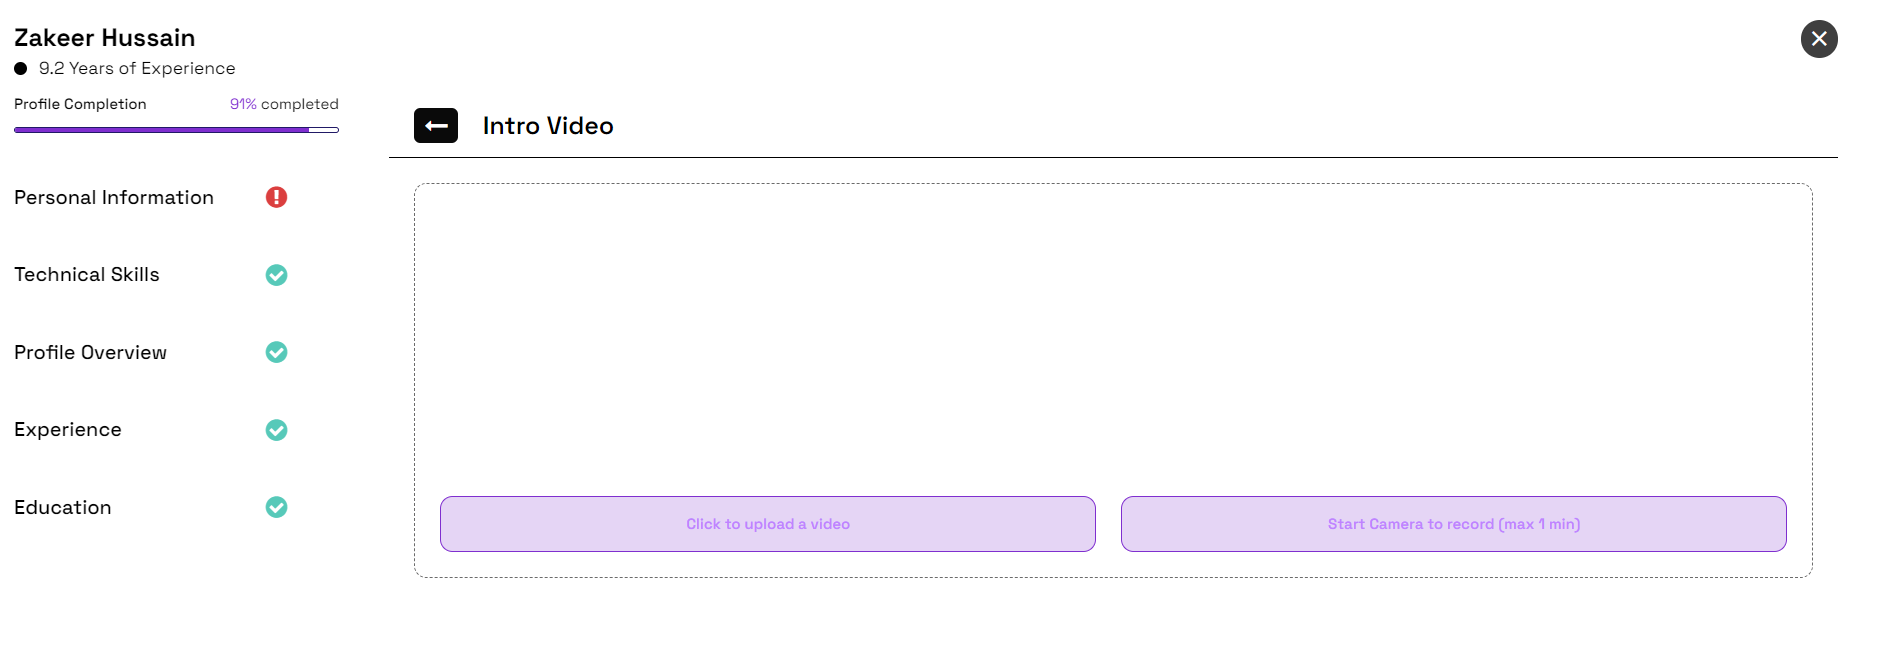 Zakeer Hussain
9.2 Years of Experience
Profile Completion 91% completed
Personal Information
Technical Skills
Profile Overview
Experience
Education
Intro Video
Click to upload a video
Start Camera to record (max 1 min)